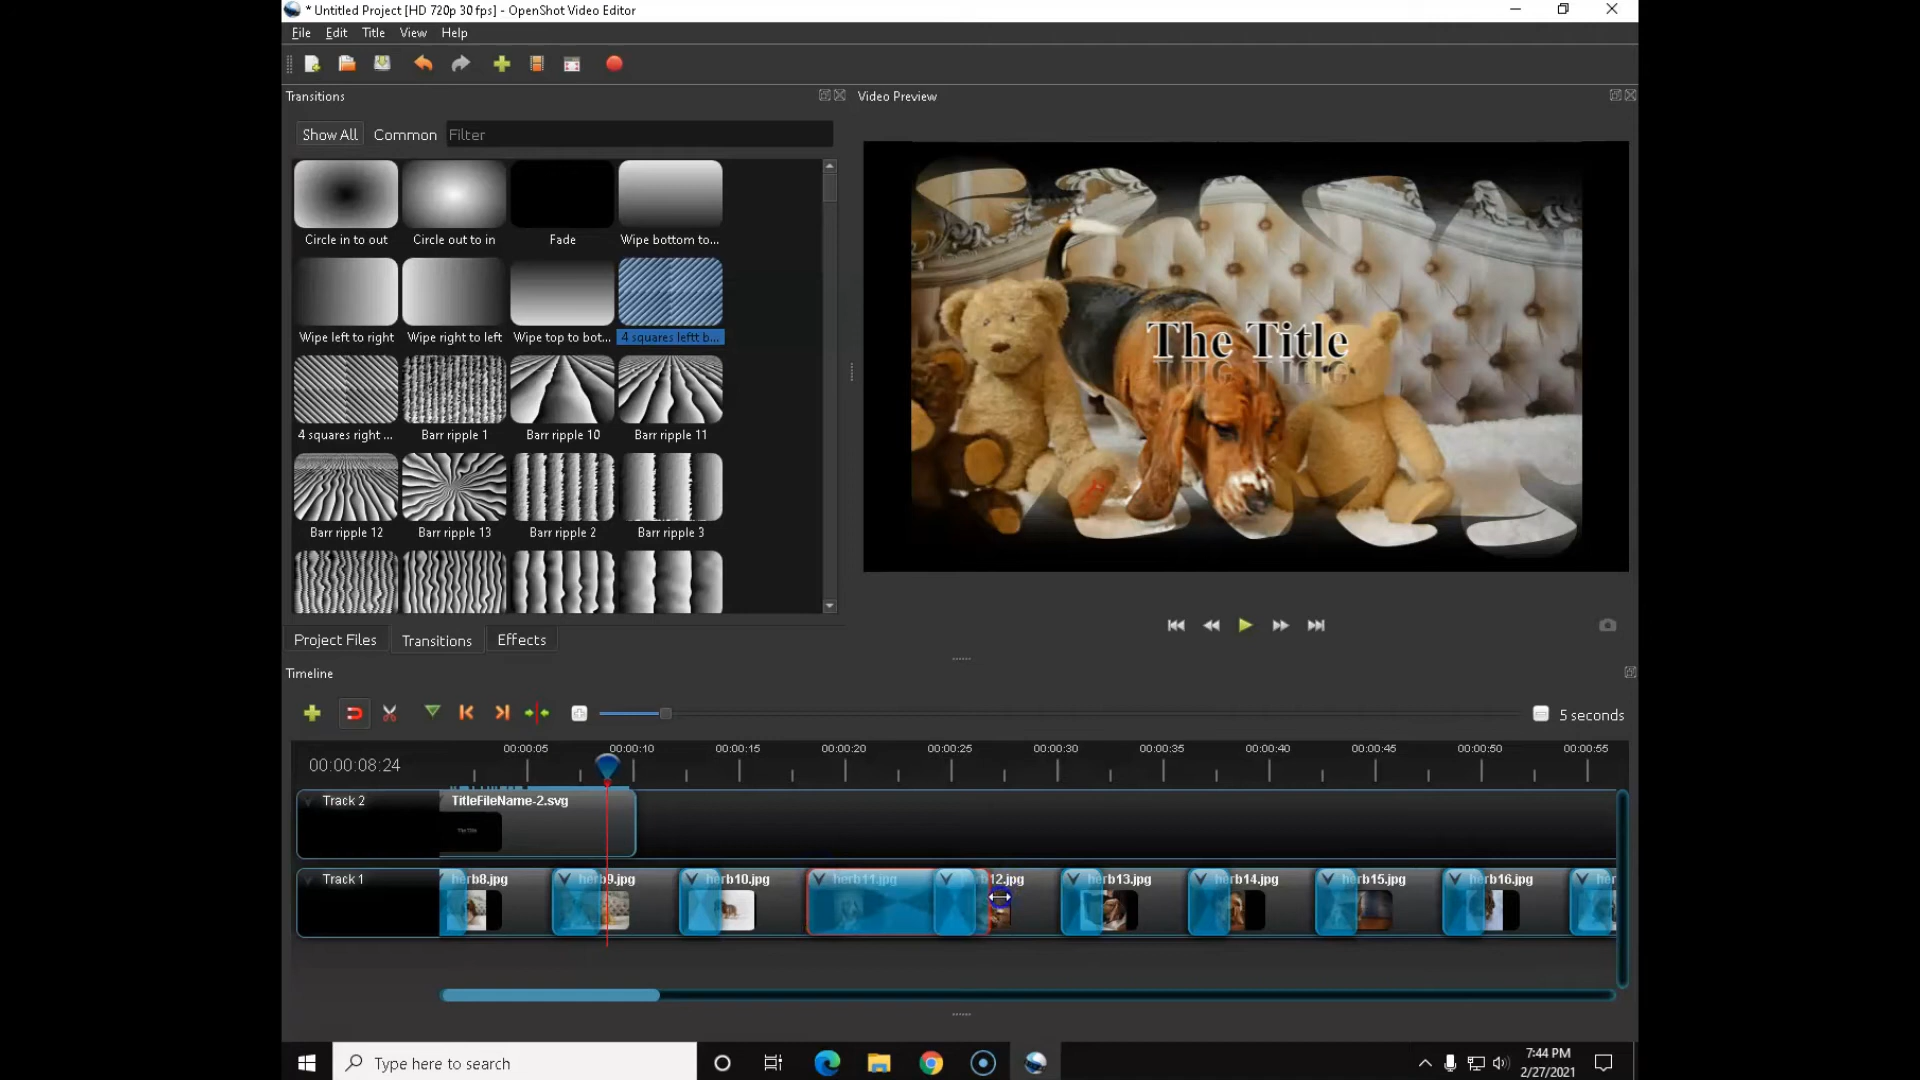 * Untitled Project [HD 720p 30 fps] - OpenShot Video Editor
File Edit Title View Help
Transitions
Video Preview
Show All Common Filter
Circle in to out Circle out to in Fade Wipe bottom to...
Wipe left to right Wipe right to left Wipe top to bot... 4 squares leftt b...
4 squares right ... Barr ripple 1 Barr ripple 10 Barr ripple 11
Barr ripple 12 Barr ripple 13 Barr ripple 2 Barr ripple 3
The Title
Project Files Transitions Effects
Timeline
5 seconds
00:00:05 00:00:10 00:00:15 00:00:20 00:00:25 00:00:30 00:00:35 00:00:40 00:00:45 00:00:50 00:00:55
00:00:08:24
Track 2 TitleFileName-2.svg
The Title
Track 1 herb8.jpg herb9.jpg herb10.jpg herb11.jpg 12.jpg herb13.jpg herb14.jpg herb15.jpg herb16.jpg her
Type here to search
7:44 PM
2/27/2021